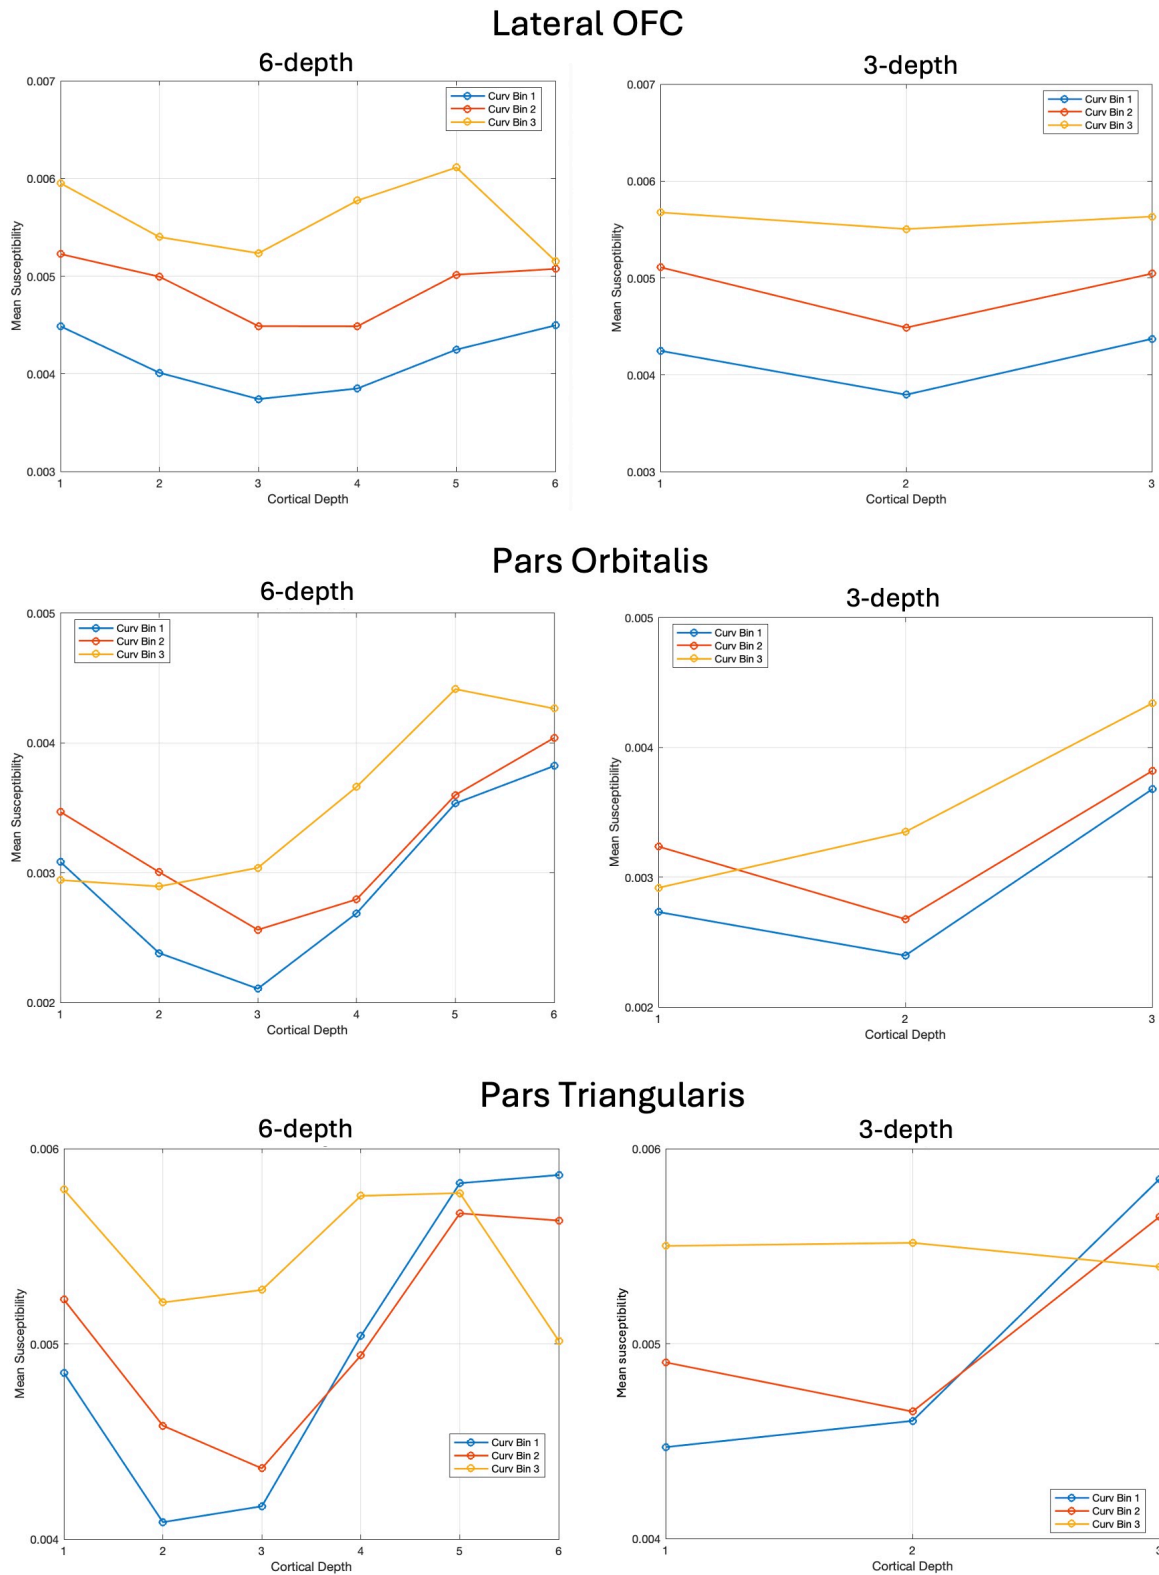 Lateral OFC
6-depth
0.007
0.006
0.005
0.004
0.003
Mean Susceptibility
Curv Bin 1
Curv Bin 2
Curv Bin 3
1 2 3 4 5 6
Cortical Depth
3-depth
0.007
0.006
0.005
0.004
0.003
Mean Susceptibility
Curv Bin 1
Curv Bin 2
Curv Bin 3
1 2 3
Cortical Depth
Pars Orbitalis
6-depth
0.005
0.004
0.003
0.002
Mean Susceptibility
Curv Bin 1
Curv Bin 2
Curv Bin 3
1 2 3 4 5 6
Cortical Depth
3-depth
0.005
0.004
0.003
0.002
Mean Susceptibility
Curv Bin 1
Curv Bin 2
Curv Bin 3
1 2 3
Cortical Depth
Pars Triangularis
6-depth
0.006
0.005
0.004
Mean Susceptibility
Curv Bin 1
Curv Bin 2
Curv Bin 3
1 2 3 4 5 6
Cortical Depth
3-depth
0.006
0.005
0.004
Mean susceptibility
Curv Bin 1
Curv Bin 2
Curv Bin 3
1 2 3
Cortical Depth